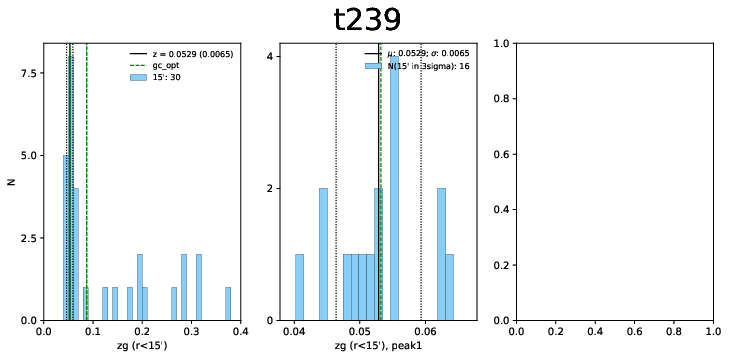 t239
z = 0.0529 (0.0065)
gc_opt
15': 30
7.5
5.0
2.5
0.0
N
0.0 0.1 0.2 0.3 0.4
zg (r<15')
μ: 0.0529; σ: 0.0065
N(15' in 3sigma): 16
4
2
0
0.04 0.05 0.06
zg (r<15'), peak1
1.0
0.8
0.6
0.4
0.2
0.0
0.0 0.2 0.4 0.6 0.8 1.0